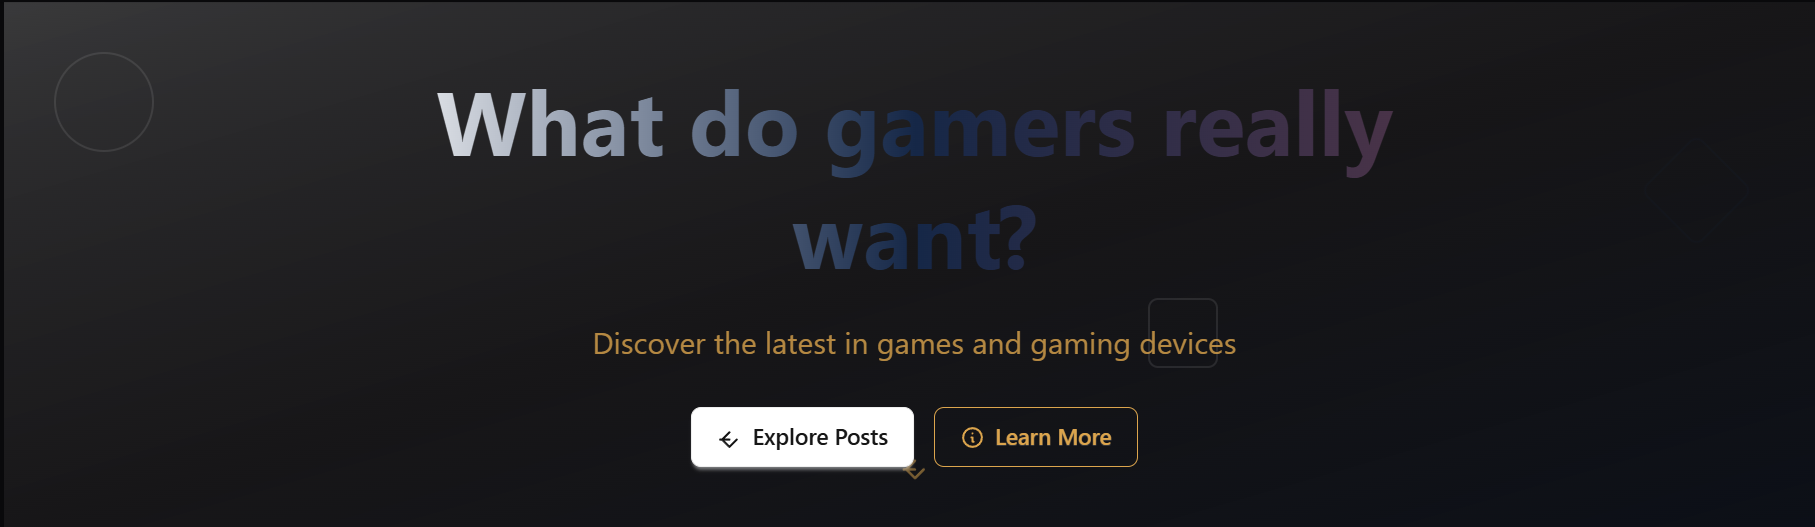 What do gamers really
want?
Discover the latest in games and gaming devices
Explore Posts
Learn More